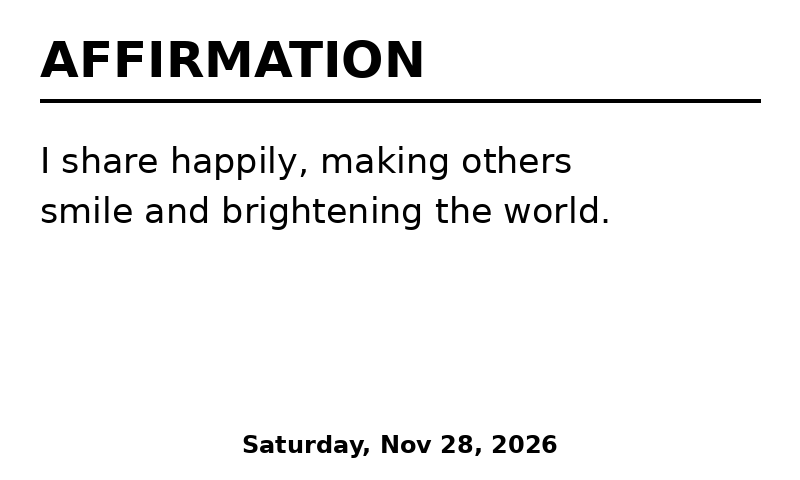 AFFIRMATION
I share happily, making others
smile and brightening the world.
Saturday, Nov 28, 2026